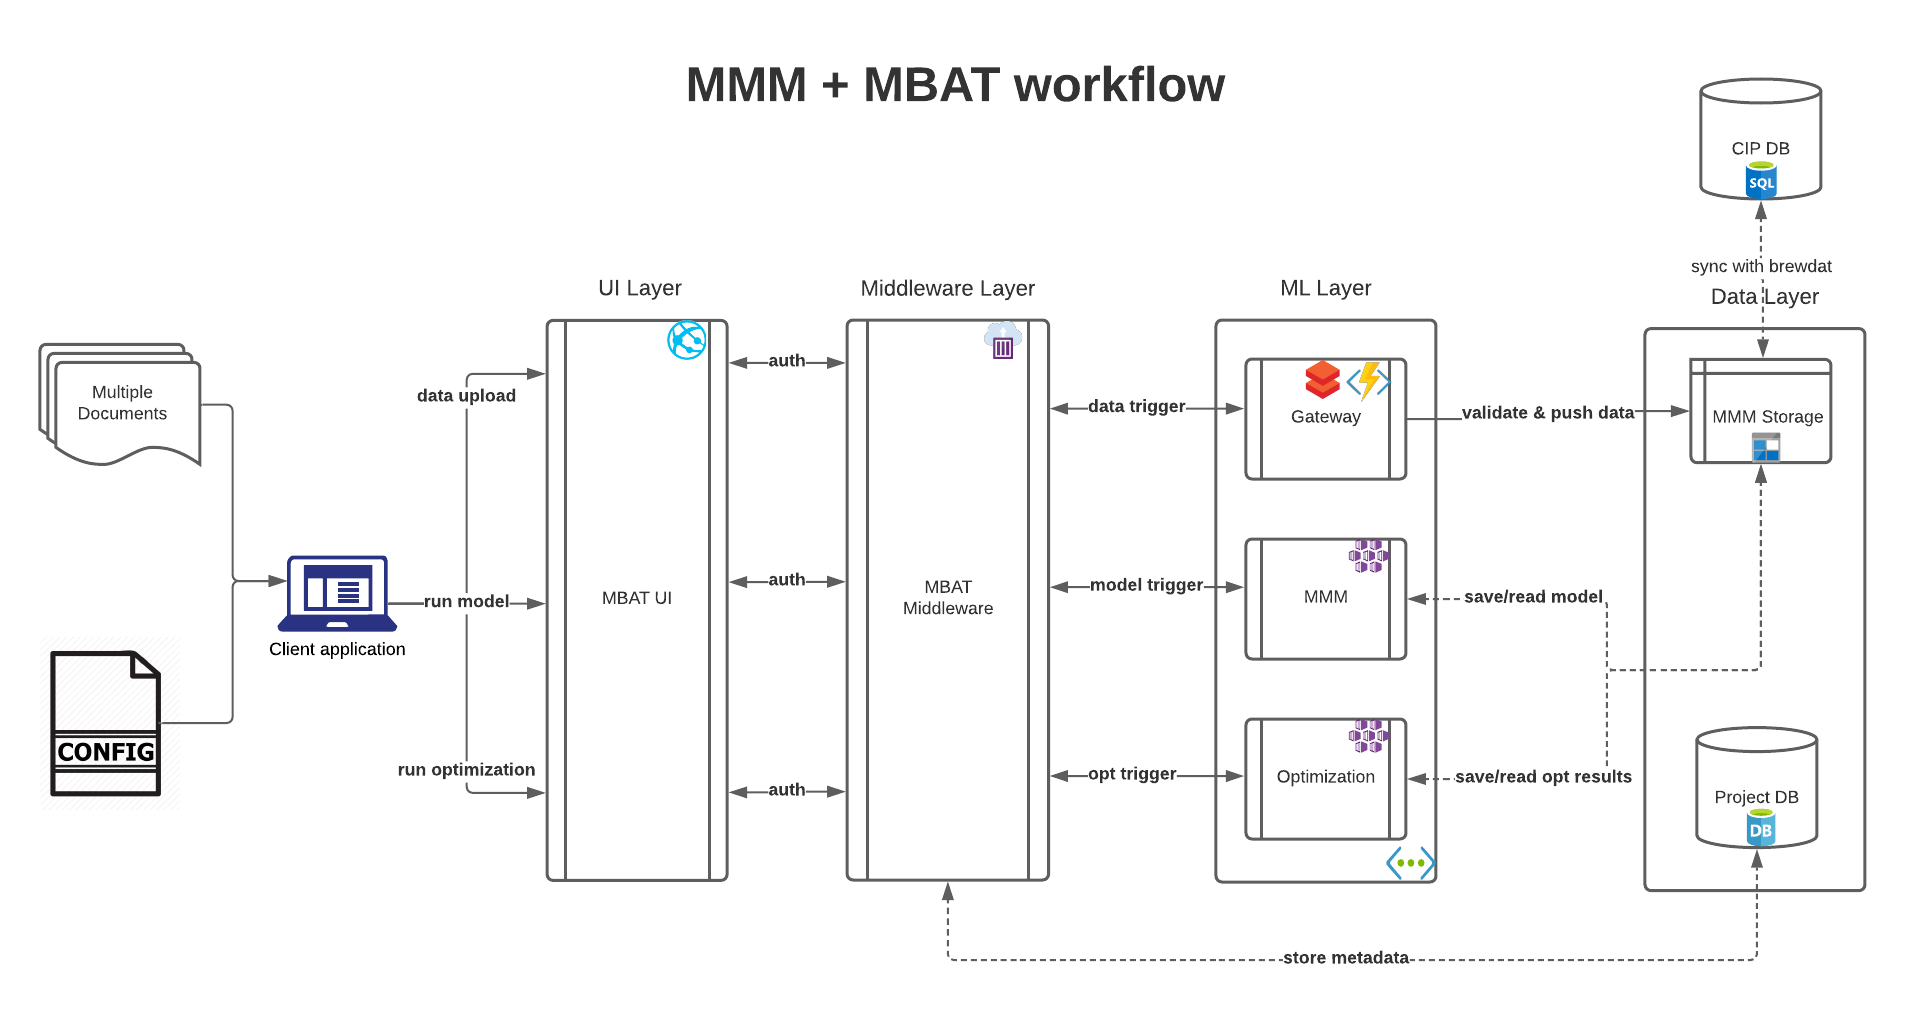 MMM + MBAT workflow
CIP DB
SQL
sync with brewdat
UI Layer
Middleware Layer
ML Layer
Data Layer
Multiple
Documents
data upload
auth
data trigger
Gateway
validate & push data
MMM Storage
run model
MBAT UI
auth
MBAT
Middleware
model trigger
MMM
save/read model
Client application
CONFIG
run optimization
auth
opt trigger
Optimization
save/read opt results
Project DB
DB
store metadata